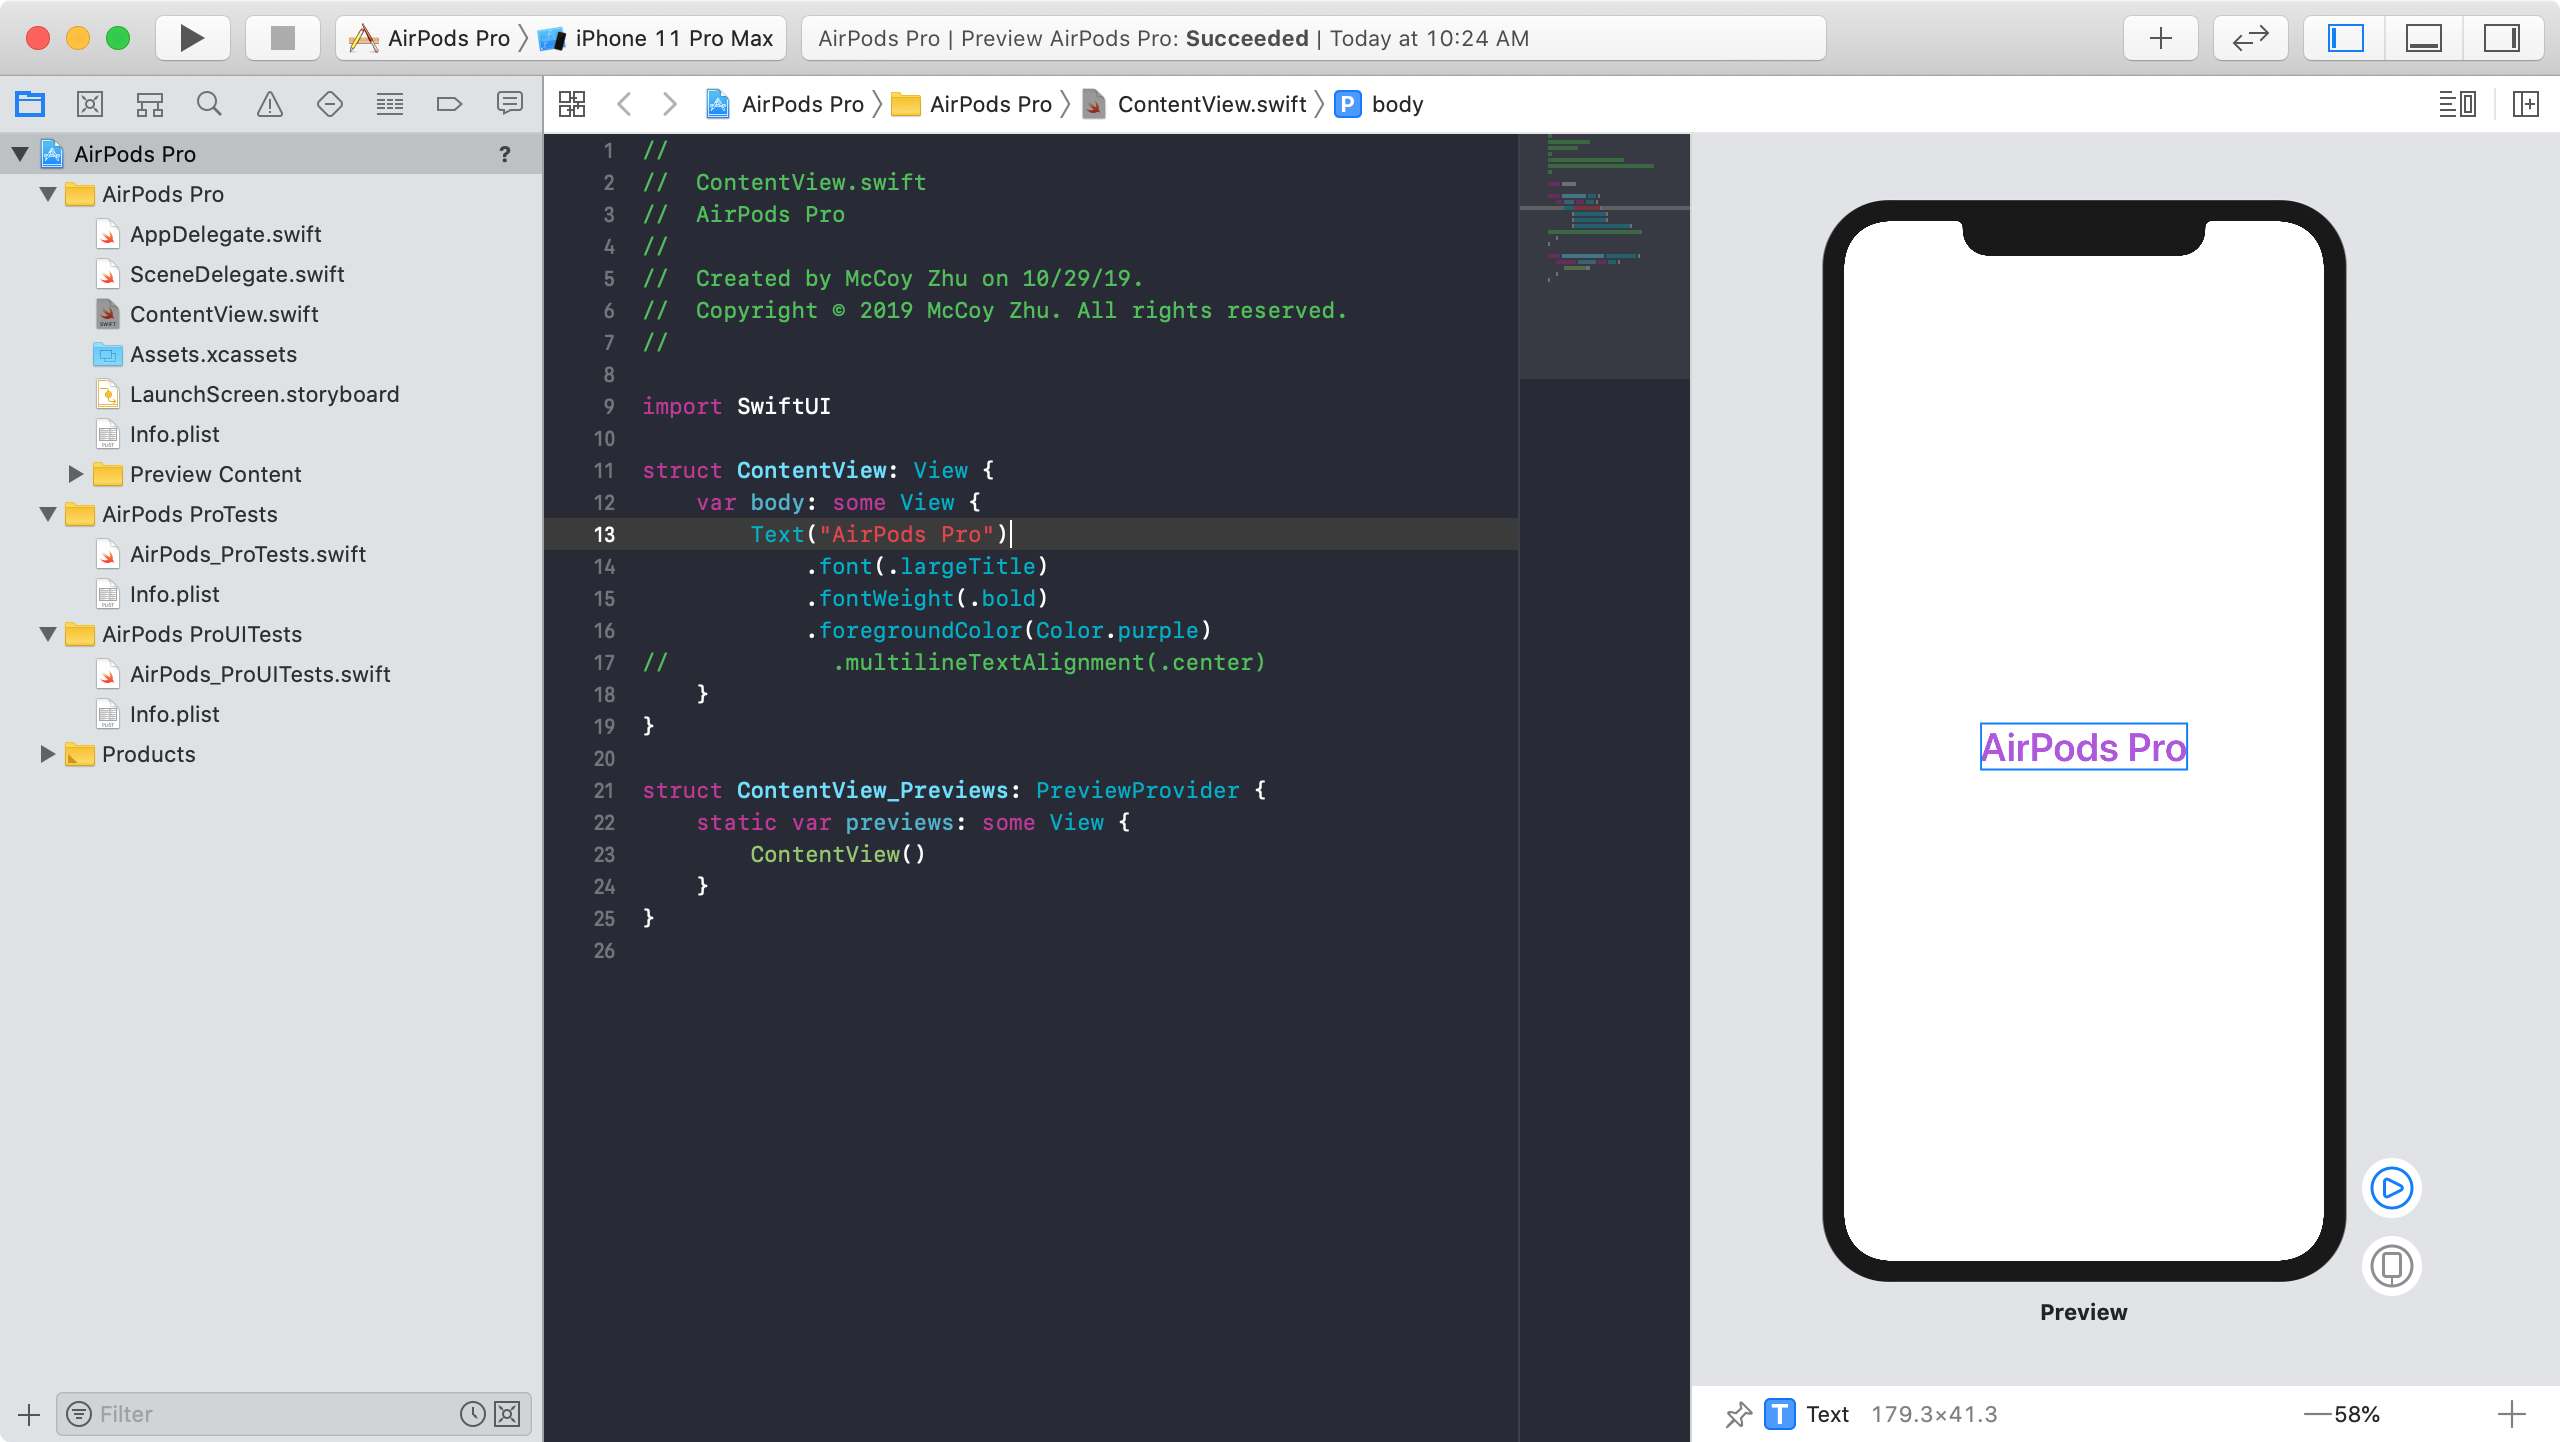 AirPods Pro
iPhone 11 Pro Max
AirPods Pro | Preview AirPods Pro: Succeeded | Today at 10:24 AM
AirPods Pro
AirPods Pro
ContentView.swift
P
body
AirPods Pro
?
AirPods Pro
AppDelegate.swift
SceneDelegate.swift
ContentView.swift
Assets.xcassets
LaunchScreen.storyboard
Info.plist
Preview Content
AirPods ProTests
AirPods_ProTests.swift
Info.plist
AirPods ProUITests
AirPods_ProUITests.swift
Info.plist
Products
Filter
1 //
2 //  ContentView.swift
3 //  AirPods Pro
4 //
5 //  Created by McCoy Zhu on 10/29/19.
6 //  Copyright © 2019 McCoy Zhu. All rights reserved.
7 //
8
9 import SwiftUI
10
11 struct ContentView: View {
12     var body: some View {
13         Text("AirPods Pro")
14             .font(.largeTitle)
15             .fontWeight(.bold)
16             .foregroundColor(Color.purple)
17 //            .multilineTextAlignment(.center)
18     }
19 }
20
21 struct ContentView_Previews: PreviewProvider {
22     static var previews: some View {
23         ContentView()
24     }
25 }
26
AirPods Pro
Preview
T
Text
179.3×41.3
58%